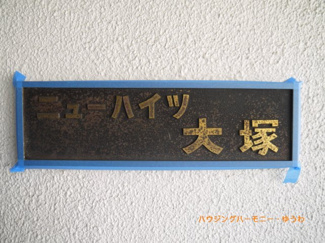 ニューハイツ
大塚
ハウジングハーモニー ゆうわ